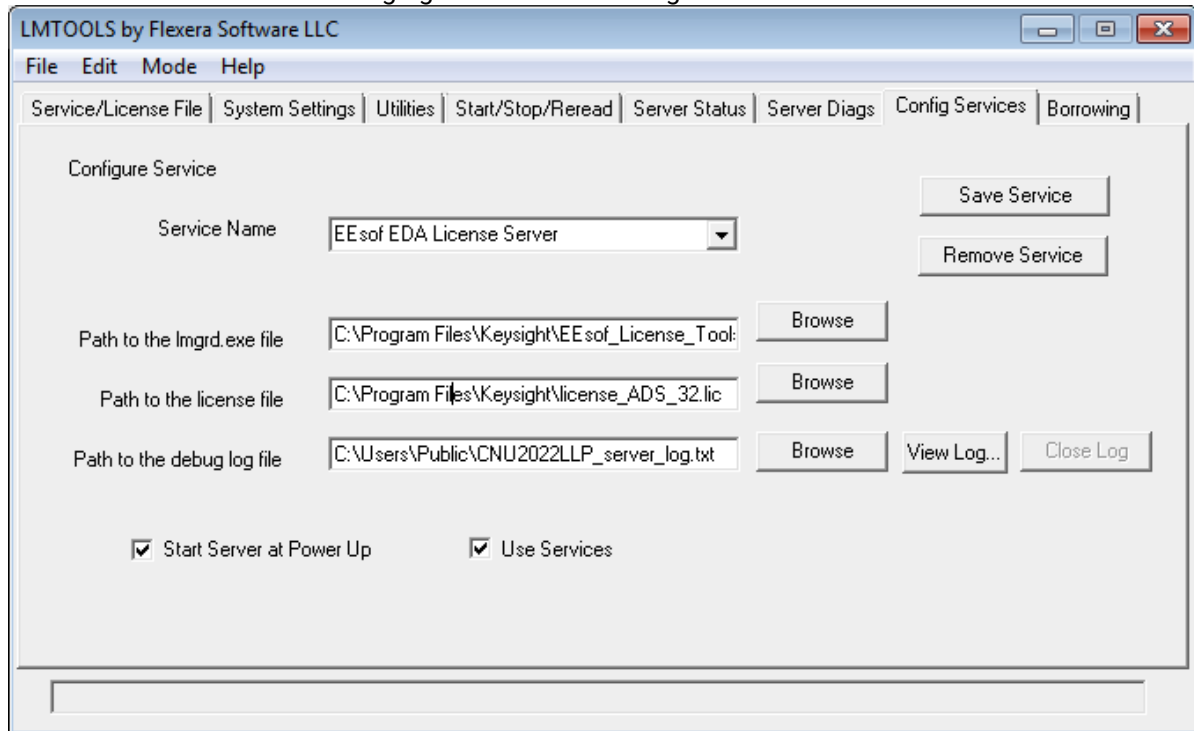 LMTOOLS by Flexera Software LLC
File Edit Mode Help
Service/License File System Settings Utilities Start/Stop/Reread Server Status Server Diags Config Services Borrowing
Configure Service
Save Service
Service Name EEsof EDA License Server
Remove Service
Path to the lmgrd.exe file C:\Program Files\Keysight\EEsof_License_Tool Browse
Path to the license file C:\Program Files\Keysight\license_ADS_32.lic Browse
Path to the debug log file C:\Users\Public\CNU2022LLP_server_log.txt Browse View Log... Close Log
Start Server at Power Up Use Services